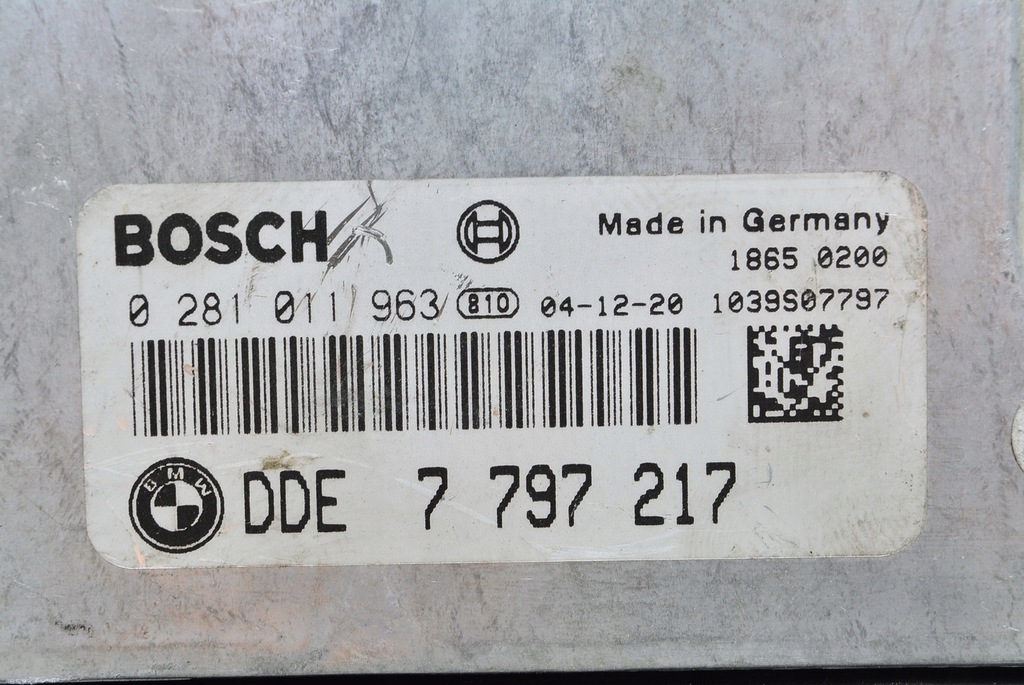 BOSCH Made in Germany
1865 0200
0 281 011 963 810 04-12-20 1039S07797
BMW DDE 7 797 217